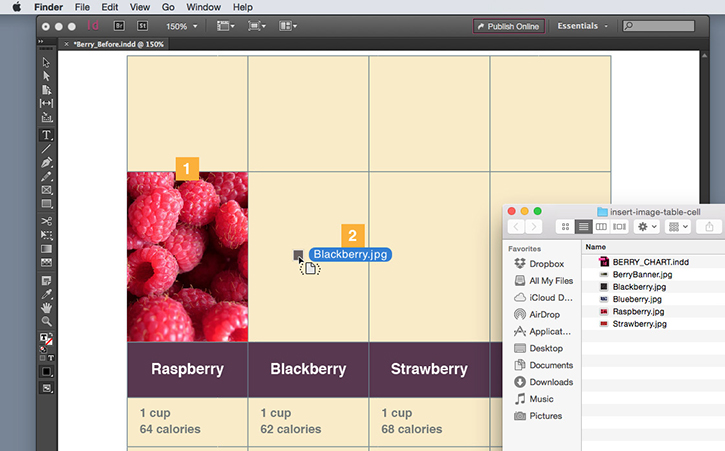 Finder File Edit View Go Window Help
Id Br St 150% Publish Online Essentials
× *Berry_Before.indd @ 150%
1
2
Blackberry.jpg
Raspberry Blackberry Strawberry
1 cup 1 cup 1 cup
64 calories 62 calories 68 calories
insert-image-table-cell
Favorites
Dropbox
All My Files
iCloud D...
AirDrop
Applicat...
Desktop
Documents
Downloads
Music
Pictures
Name
BERRY_CHART.indd
BerryBanner.jpg
Blackberry.jpg
Blueberry.jpg
Raspberry.jpg
Strawberry.jpg